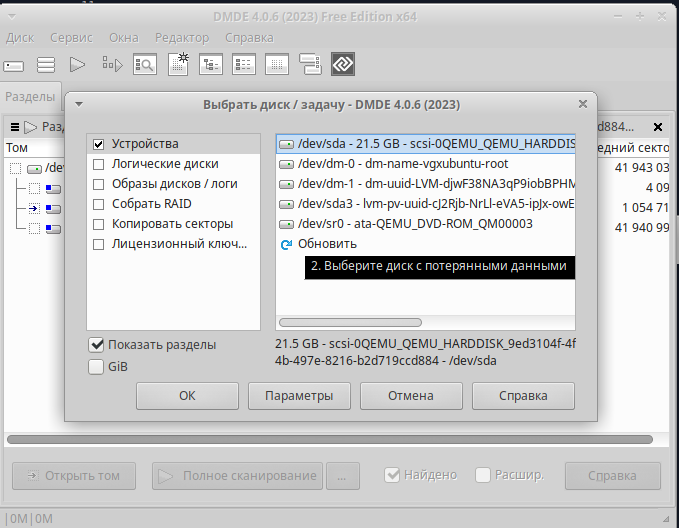 DMDE 4.0.6 (2023) Free Edition x64
Диск Сервис Окна Редактор Справка
Разделы
Том
41 943 03
4 09
1 054 71
41 940 99
Выбрать диск / задачу - DMDE 4.0.6 (2023)
Устройства
Логические диски
Образы дисков / логи
Собрать RAID
Копировать секторы
Лицензионный ключ...
/dev/sda - 21.5 GB - scsi-0QEMU_QEMU_HARDDIS
/dev/dm-0 - dm-name-vgxubuntu-root
/dev/dm-1 - dm-uuid-LVM-djwF38NA3qP9iobBPHM
/dev/sda3 - lvm-pv-uuid-cJ2Rjb-NrLl-eVA5-ipJx-owE
/dev/sr0 - ata-QEMU_DVD-ROM_QM00003
Обновить
2. Выберите диск с потерянными данными
Показать разделы
GiB
21.5 GB - scsi-0QEMU_QEMU_HARDDISK_9ed3104f-4f
4b-497e-8216-b2d719ccd884 - /dev/sda
ОК Параметры Отмена Справка
Открыть том Полное сканирование ... Найдено Расшир. Справка
|0M|0M